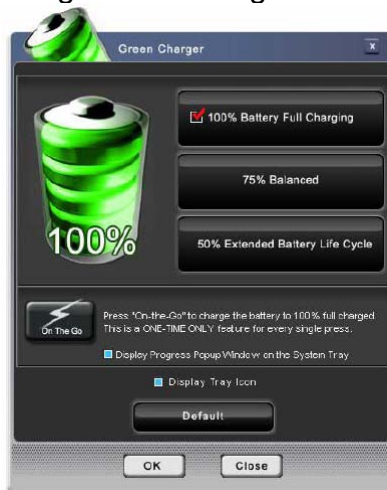 Green Charger
x
100% Battery Full Charging
75% Balanced
100%
50% Extended Battery Life Cycle
On The Go
Press "On-the-Go" to charge the battery to 100% full charged.
This is a ONE-TIME ONLY feature for every single press.
Display Progress Popup Window on the System Tray
Display Tray Icon
Default
OK
Close